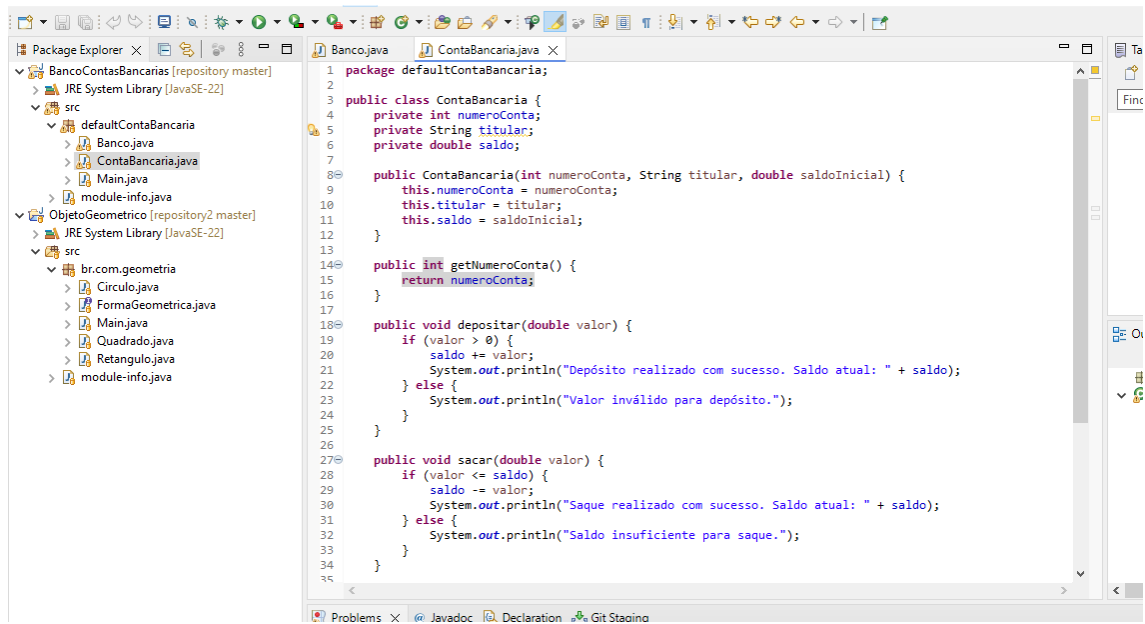 Package Explorer
BancoContasBancarias [repository master]
JRE System Library [JavaSE-22]
src
defaultContaBancaria
Banco.java
ContaBancaria.java
Main.java
module-info.java
ObjetoGeometrico [repository2 master]
JRE System Library [JavaSE-22]
src
br.com.geometria
Circulo.java
FormaGeometrica.java
Main.java
Quadrado.java
Retangulo.java
module-info.java
Banco.java
ContaBancaria.java
1 package defaultContaBancaria;
2
3 public class ContaBancaria {
4 private int numeroConta;
5 private String titular;
6 private double saldo;
7
8 public ContaBancaria(int numeroConta, String titular, double saldoInicial) {
9 this.numeroConta = numeroConta;
10 this.titular = titular;
11 this.saldo = saldoInicial;
12 }
13
14 public int getNumeroConta() {
15 return numeroConta;
16 }
17
18 public void depositar(double valor) {
19 if (valor > 0) {
20 saldo += valor;
21 System.out.println("Depósito realizado com sucesso. Saldo atual: " + saldo);
22 } else {
23 System.out.println("Valor inválido para depósito.");
24 }
25 }
26
27 public void sacar(double valor) {
28 if (valor <= saldo) {
29 saldo -= valor;
30 System.out.println("Saque realizado com sucesso. Saldo atual: " + saldo);
31 } else {
32 System.out.println("Saldo insuficiente para saque.");
33 }
34 }
35
Problems
@ Javadoc
Declaration
Git Staging
Ta
Find
Ou